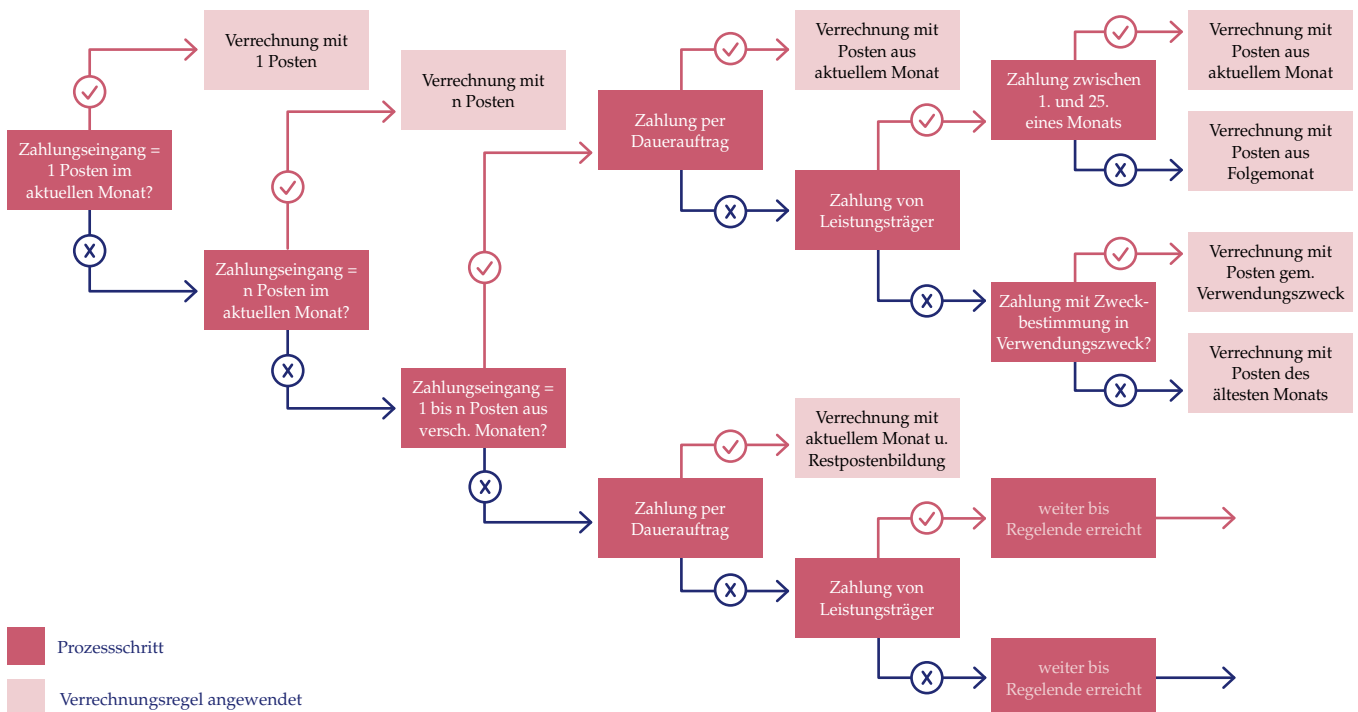 Verrechnung mit
1 Posten
Zahlungseingang =
1 Posten im
aktuellen Monat?
Verrechnung mit
n Posten
Zahlungseingang =
n Posten im
aktuellen Monat?
Zahlungseingang =
1 bis n Posten aus
versch. Monaten?
Verrechnung mit
Posten aus
aktuellem Monat
Zahlung per
Dauerauftrag
Zahlung von
Leistungsträger
Zahlung zwischen
1. und 25.
eines Monats
Verrechnung mit
Posten aus
aktuellem Monat
Verrechnung mit
Posten aus
Folgemonat
Zahlung mit Zweck-
bestimmung in
Verwendungszweck?
Verrechnung mit
Posten gem.
Verwendungszweck
Verrechnung mit
Posten des
ältesten Monats
Verrechnung mit
aktuellem Monat u.
Restpostenbildung
Zahlung per
Dauerauftrag
Zahlung von
Leistungsträger
weiter bis
Regelende erreicht
weiter bis
Regelende erreicht
Prozessschritt
Verrechnungsregel angewendet